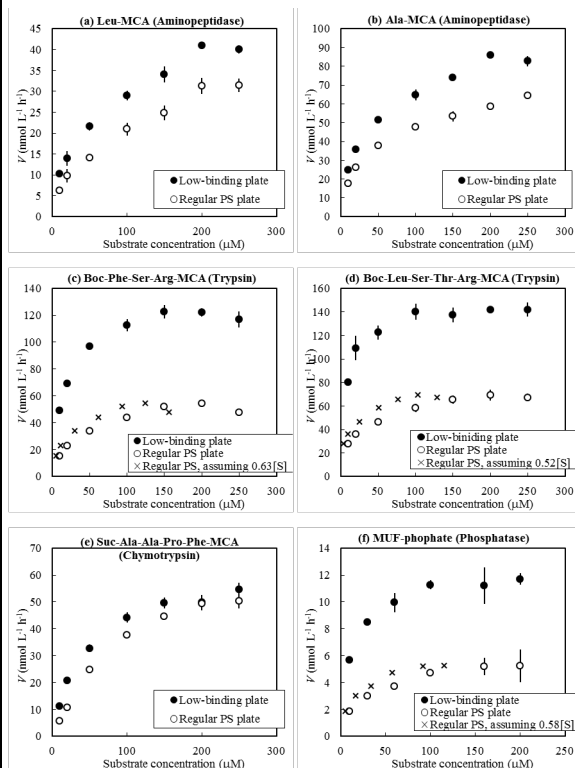 (a) Leu-MCA (Aminopeptidase)
45
40
35
30
25
20
15
10
5
0
V (nmol L-1 h-1)
Low-binding plate
Regular PS plate
0 50 100 150 200 250 300
Substrate concentration (μM)
(b) Ala-MCA (Aminopeptidase)
100
90
80
70
60
50
40
30
20
10
0
V (nmol L-1 h-1)
Low-binding plate
Regular PS plate
0 50 100 150 200 250 300
Substrate concentration (μM)
(c) Boc-Phe-Ser-Arg-MCA (Trypsin)
140
120
100
80
60
40
20
0
V (nmol L-1 h-1)
Low-biniding plate
Regular PS plate
×Regular PS, assuming 0.63[S]
0 50 100 150 200 250 300
Substrate concentration (μM)
(d) Boc-Leu-Ser-Thr-Arg-MCA (Trypsin)
160
140
120
100
80
60
40
20
0
V (nmol L-1 h-1)
Low-binding plate
Regular PS plate
×Regular PS, assuming 0.52[S]
0 50 100 150 200 250 300
Substrate concentration (μM)
(e) Suc-Ala-Ala-Pro-Phe-MCA
(Chymotrypsin)
70
60
50
40
30
20
10
0
V (nmol L-1 h-1)
Low-binding plate
Regular PS plate
0 50 100 150 200 250 300
Substrate concentration (μM)
(f) MUF-phophate (Phosphatase)
14
12
10
8
6
4
2
0
V (nmol L-1 h-1)
Low-binding plate
Regular PS plate
×Regular PS, assuming 0.58[S]
0 50 100 150 200 250
Substrate concentration (μM)